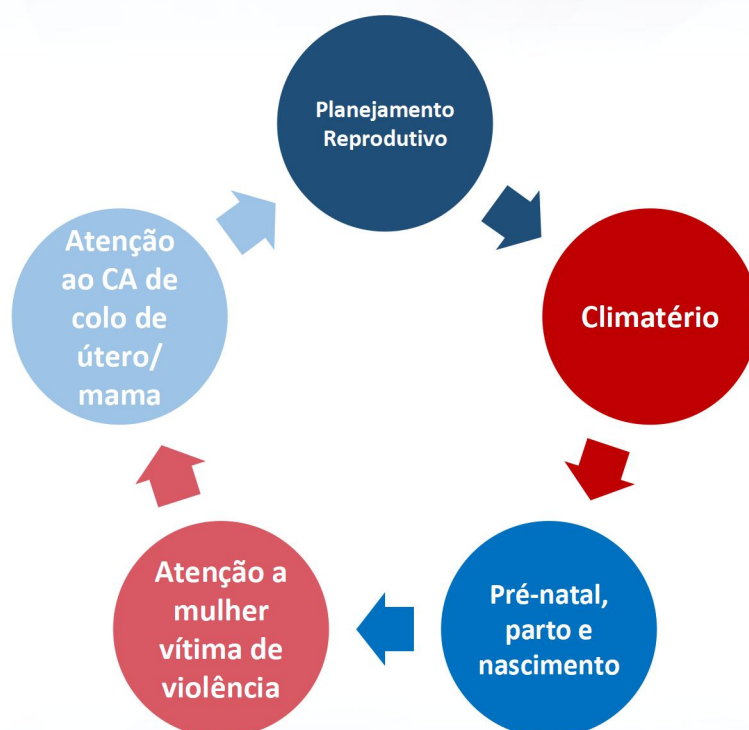 Planejamento
Reprodutivo
Climatério
Pré-natal,
parto e
nascimento
Atenção a
mulher
vítima de
violência
Atenção
ao CA de
colo de
útero/
mama